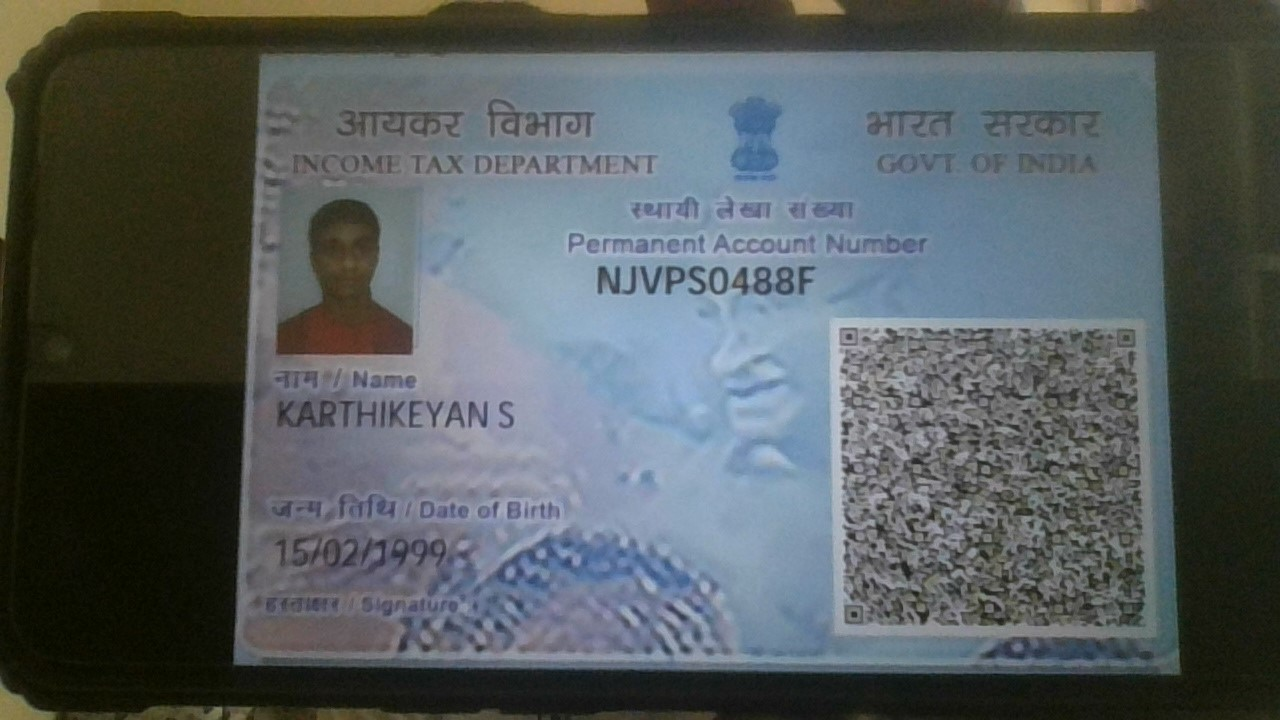 आयकर विभाग
INCOME TAX DEPARTMENT
भारत सरकार
GOVT. OF INDIA
स्थायी लेखा संख्या
Permanent Account Number
NJVPS0488F
नाम / Name
KARTHIKEYAN S
जन्म तिथि / Date of Birth
15/02/1999
हस्ताक्षर / Signature